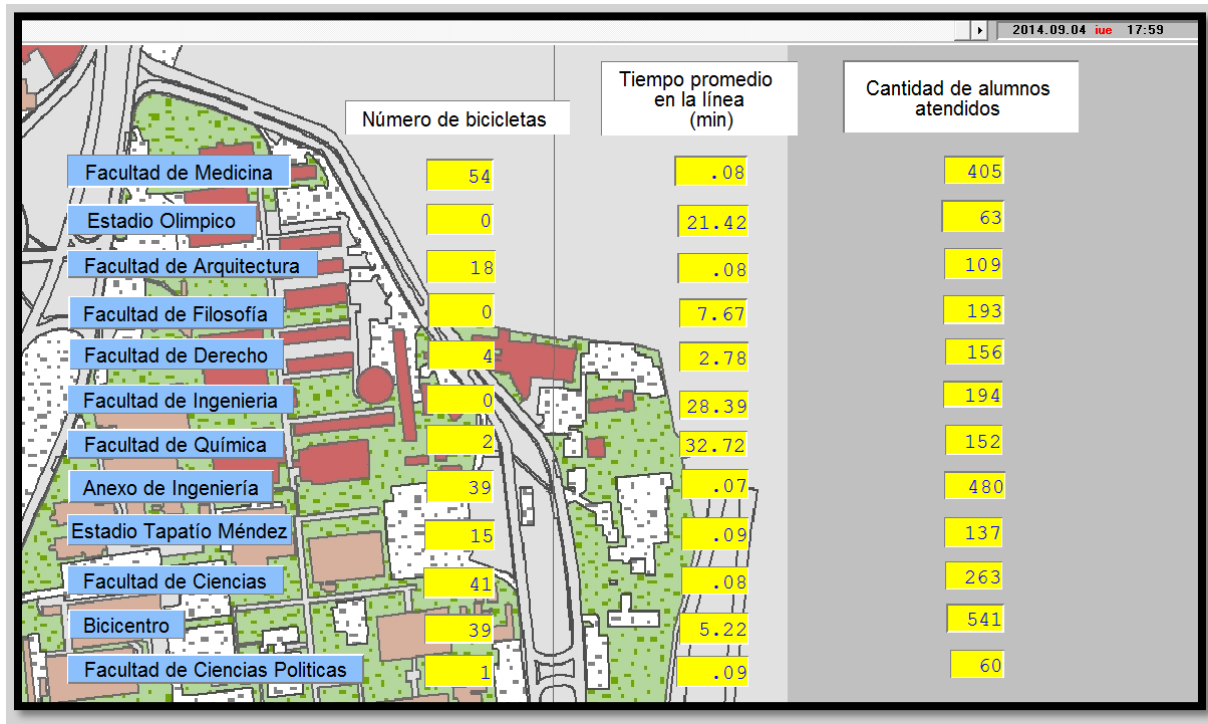 2014.09.04 iue 17:59
Número de bicicletas
Tiempo promedio
en la línea
(min)
Cantidad de alumnos
atendidos
Facultad de Medicina 54 .08 405
Estadio Olimpico 0 21.42 63
Facultad de Arquitectura 18 .08 109
Facultad de Filosofía 0 7.67 193
Facultad de Derecho 4 2.78 156
Facultad de Ingenieria 0 28.39 194
Facultad de Química 2 32.72 152
Anexo de Ingeniería 39 .07 480
Estadio Tapatío Méndez 15 .09 137
Facultad de Ciencias 41 .08 263
Bicicentro 39 5.22 541
Facultad de Ciencias Politicas 1 .09 60